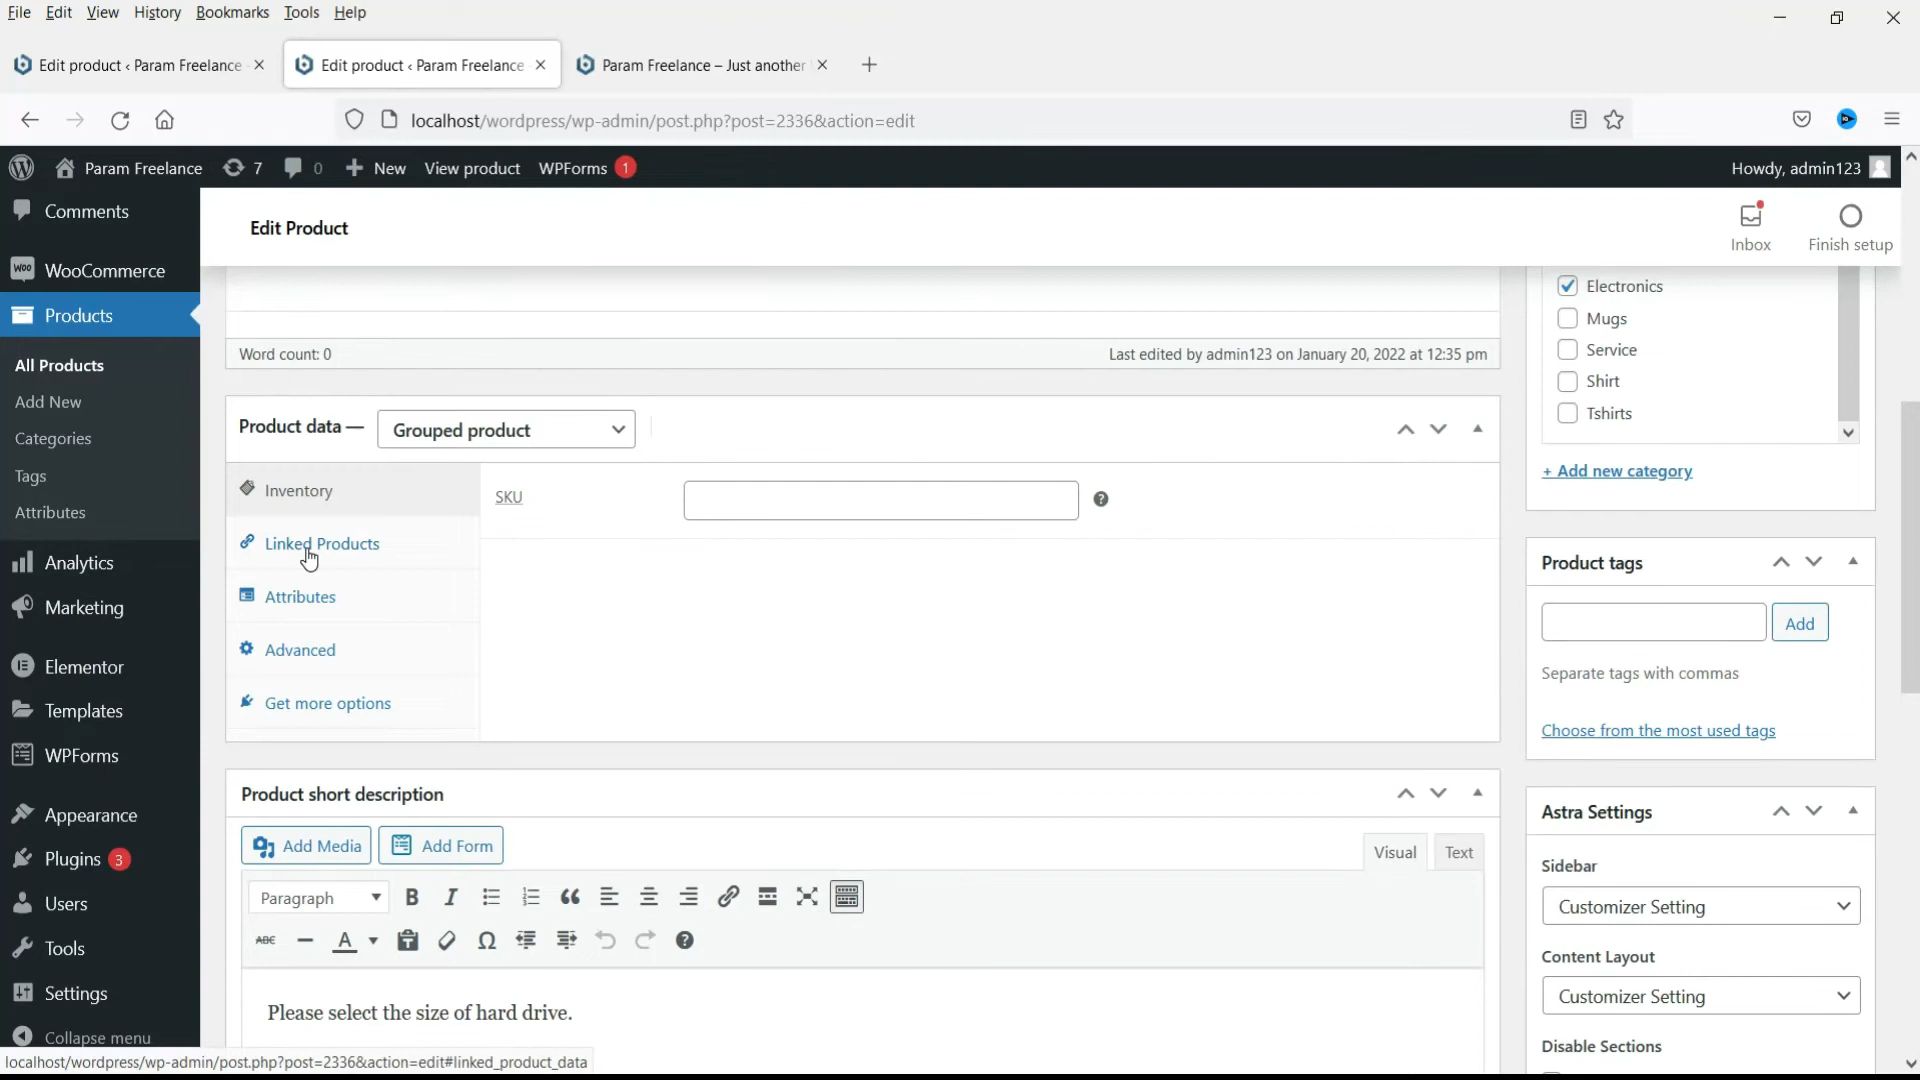 File Edit View History Bookmarks Tools Help
Edit product ‹ Param Freelance
Edit product ‹ Param Freelance
Param Freelance – Just another
localhost/wordpress/wp-admin/post.php?post=2336&action=edit
Param Freelance 7 0 New View product WPForms 1
Howdy, admin123
Comments
WooCommerce
Products
All Products
Add New
Categories
Tags
Attributes
Analytics
Marketing
Elementor
Templates
WPForms
Appearance
Plugins 3
Users
Tools
Settings
Collapse menu
Edit Product
Inbox
Finish setup
Word count: 0
Last edited by admin123 on January 20, 2022 at 12:35 pm
Product data — Grouped product
Inventory
Linked Products
Attributes
Advanced
Get more options
SKU
Product short description
Add Media
Add Form
Visual
Text
Paragraph
Please select the size of hard drive.
Electronics
Mugs
Service
Shirt
Tshirts
+ Add new category
Product tags
Add
Separate tags with commas
Choose from the most used tags
Astra Settings
Sidebar
Customizer Setting
Content Layout
Customizer Setting
Disable Sections
localhost/wordpress/wp-admin/post.php?post=2336&action=edit#linked_product_data